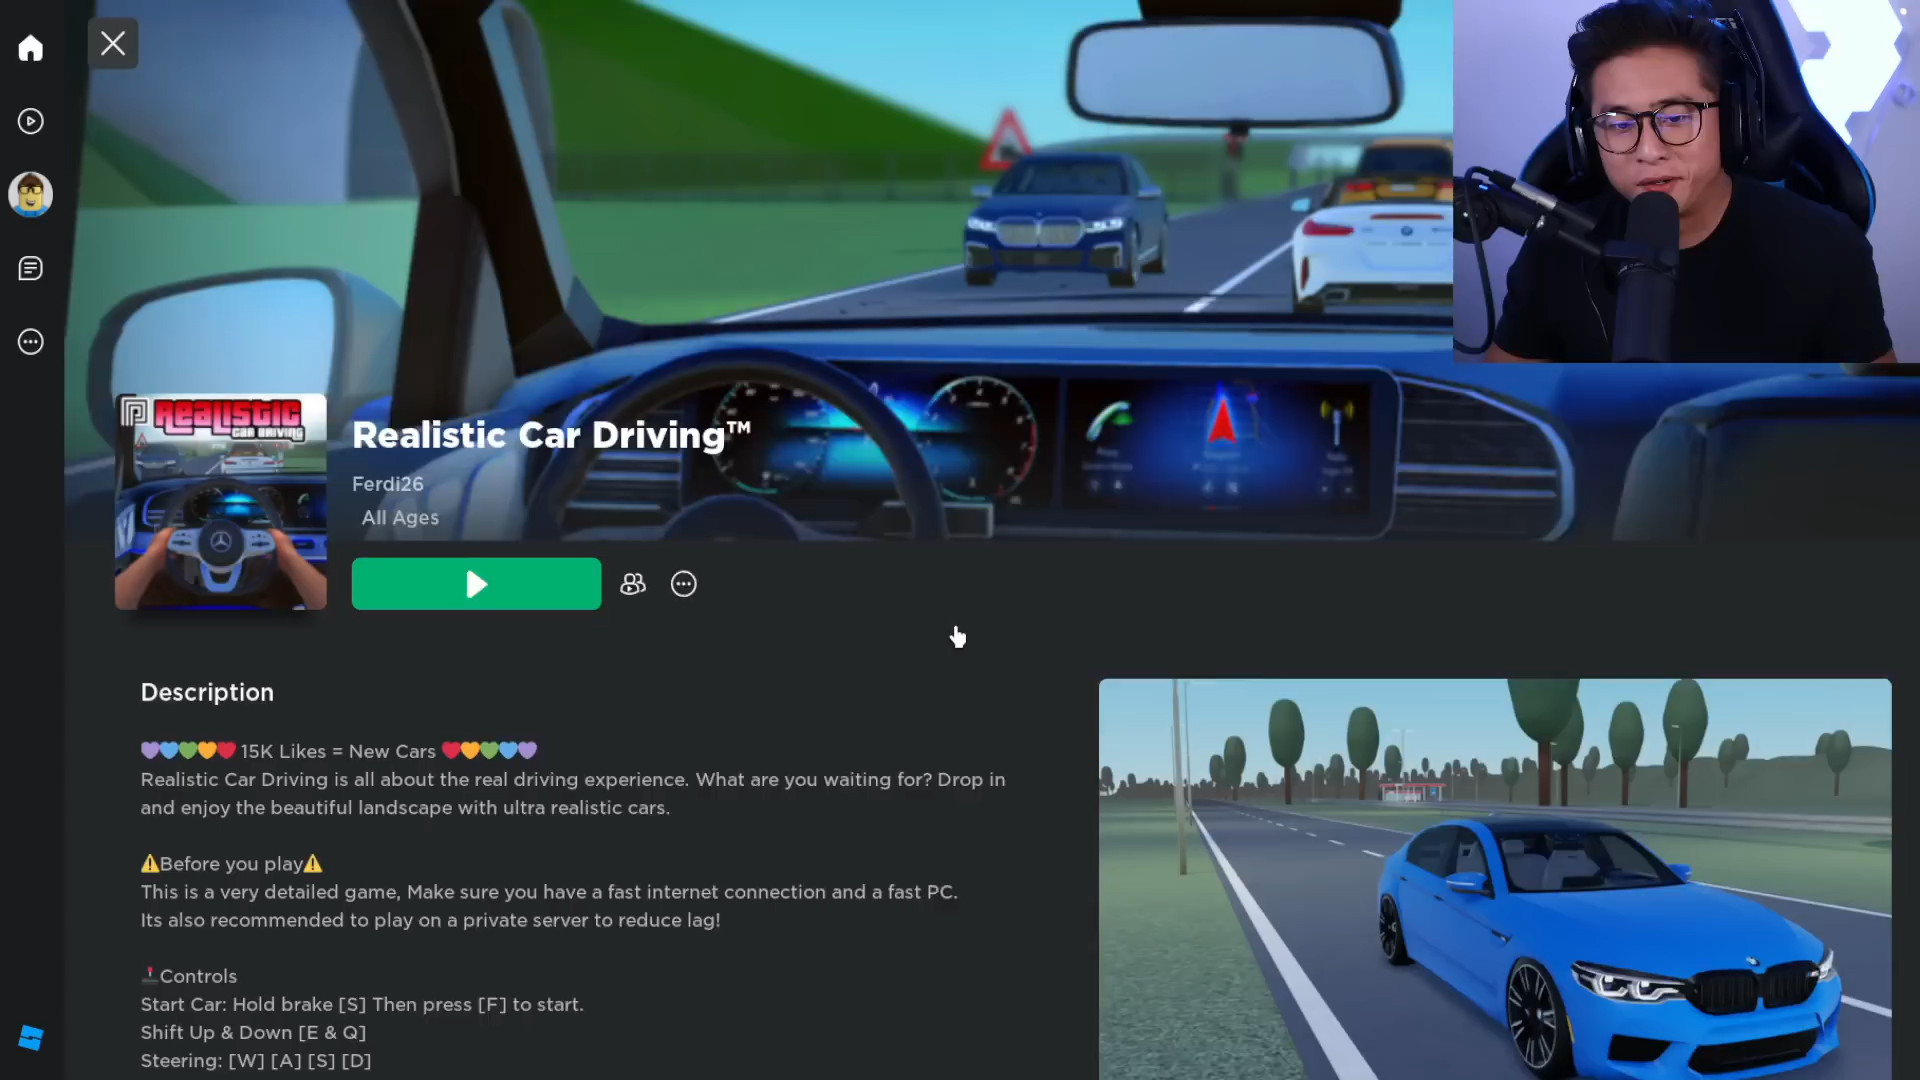 Realistic
CAR DRIVING
Realistic Car Driving™
Ferdi26
All Ages
Description
💜💙💚🧡❤️ 15K Likes = New Cars ❤️🧡💚💙💜
Realistic Car Driving is all about the real driving experience. What are you waiting for? Drop in
and enjoy the beautiful landscape with ultra realistic cars.
⚠️Before you play⚠️
This is a very detailed game, Make sure you have a fast internet connection and a fast PC.
Its also recommended to play on a private server to reduce lag!
🕹️Controls
Start Car: Hold brake [S] Then press [F] to start.
Shift Up & Down [E & Q]
Steering: [W] [A] [S] [D]